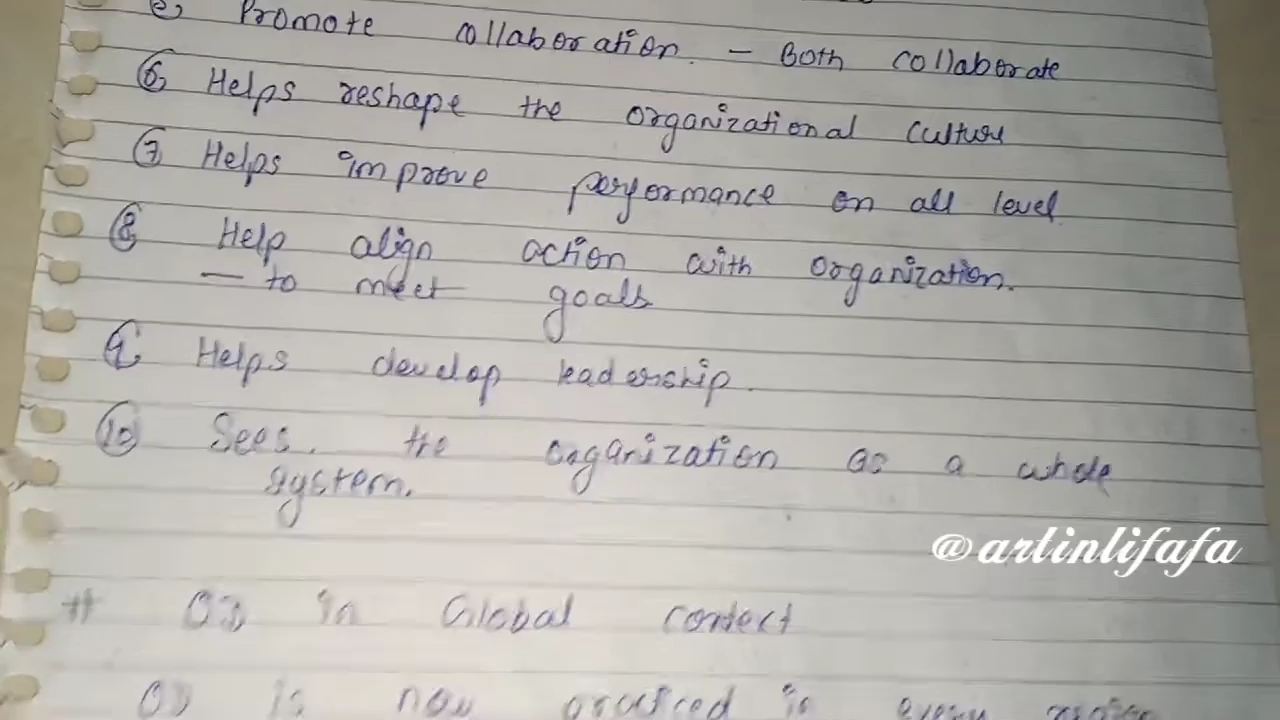 ⑤ Promote collaboration. - Both collaborate
⑥ Helps reshape the organizational culture
⑦ Helps improve performance on all level
⑧ Help align action with organization.
— to meet goals
⑨ Helps develop leadership.
⑩ Sees. the organization as a whole
system.
@artinlifafa
# OD in Global context
OD is now practiced in every